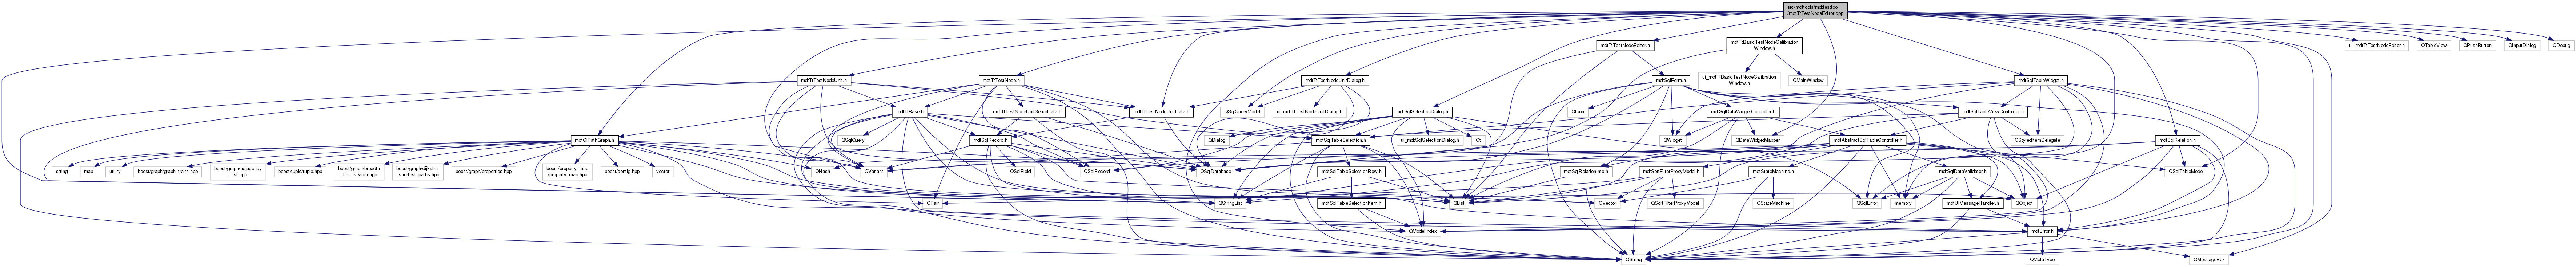 src/mdttools/mdttesttool
/mdtTtTestNodeEditor.cpp
mdtTtTestNodeEditor.h
mdtTtBasicTestNodeCalibration
Window.h
ui_mdtTtTestNodeEditor.h
QTableView
QPushButton
QInputDialog
QDebug
mdtTtTestNodeUnit.h
mdtTtTestNode.h
mdtTtTestNodeUnitDialog.h
mdtSqlForm.h
ui_mdtTtBasicTestNodeCalibration
Window.h
QMainWindow
mdtSqlTableWidget.h
mdtTtBase.h
mdtTtTestNodeUnitSetupData.h
mdtTtTestNodeUnitData.h
QSqlQueryModel
ui_mdtTtTestNodeUnitDialog.h
mdtSqlSelectionDialog.h
QIcon
mdtSqlDataWidgetController.h
mdtSqlTableViewController.h
mdtClPathGraph.h
QSqlQuery
mdtSqlRecord.h
QDialog
mdtSqlTableSelection.h
ui_mdtSqlSelectionDialog.h
Qt
QWidget
QDataWidgetMapper
mdtAbstractSqlTableController.h
QStyledItemDelegate
mdtSqlRelation.h
string
map
utility
boost/graph/graph_traits.hpp
boost/graph/adjacency
_list.hpp
boost/tuple/tuple.hpp
boost/graph/breadth
_first_search.hpp
boost/graph/dijkstra
_shortest_paths.hpp
boost/graph/properties.hpp
boost/property_map
/property_map.hpp
boost/config.hpp
vector
QHash
QVariant
QSqlField
QSqlRecord
QSqlDatabase
mdtSqlTableSelectionRow.h
mdtSqlRelationInfo.h
mdtSortFilterProxyModel.h
mdtStateMachine.h
mdtSqlDataValidator.h
QSqlTableModel
QPair
QStringList
mdtSqlTableSelectionItem.h
QList
QVector
QSortFilterProxyModel
QStateMachine
QSqlError
memory
mdtUiMessageHandler.h
QObject
QModelIndex
mdtError.h
QString
QMetaType
QMessageBox